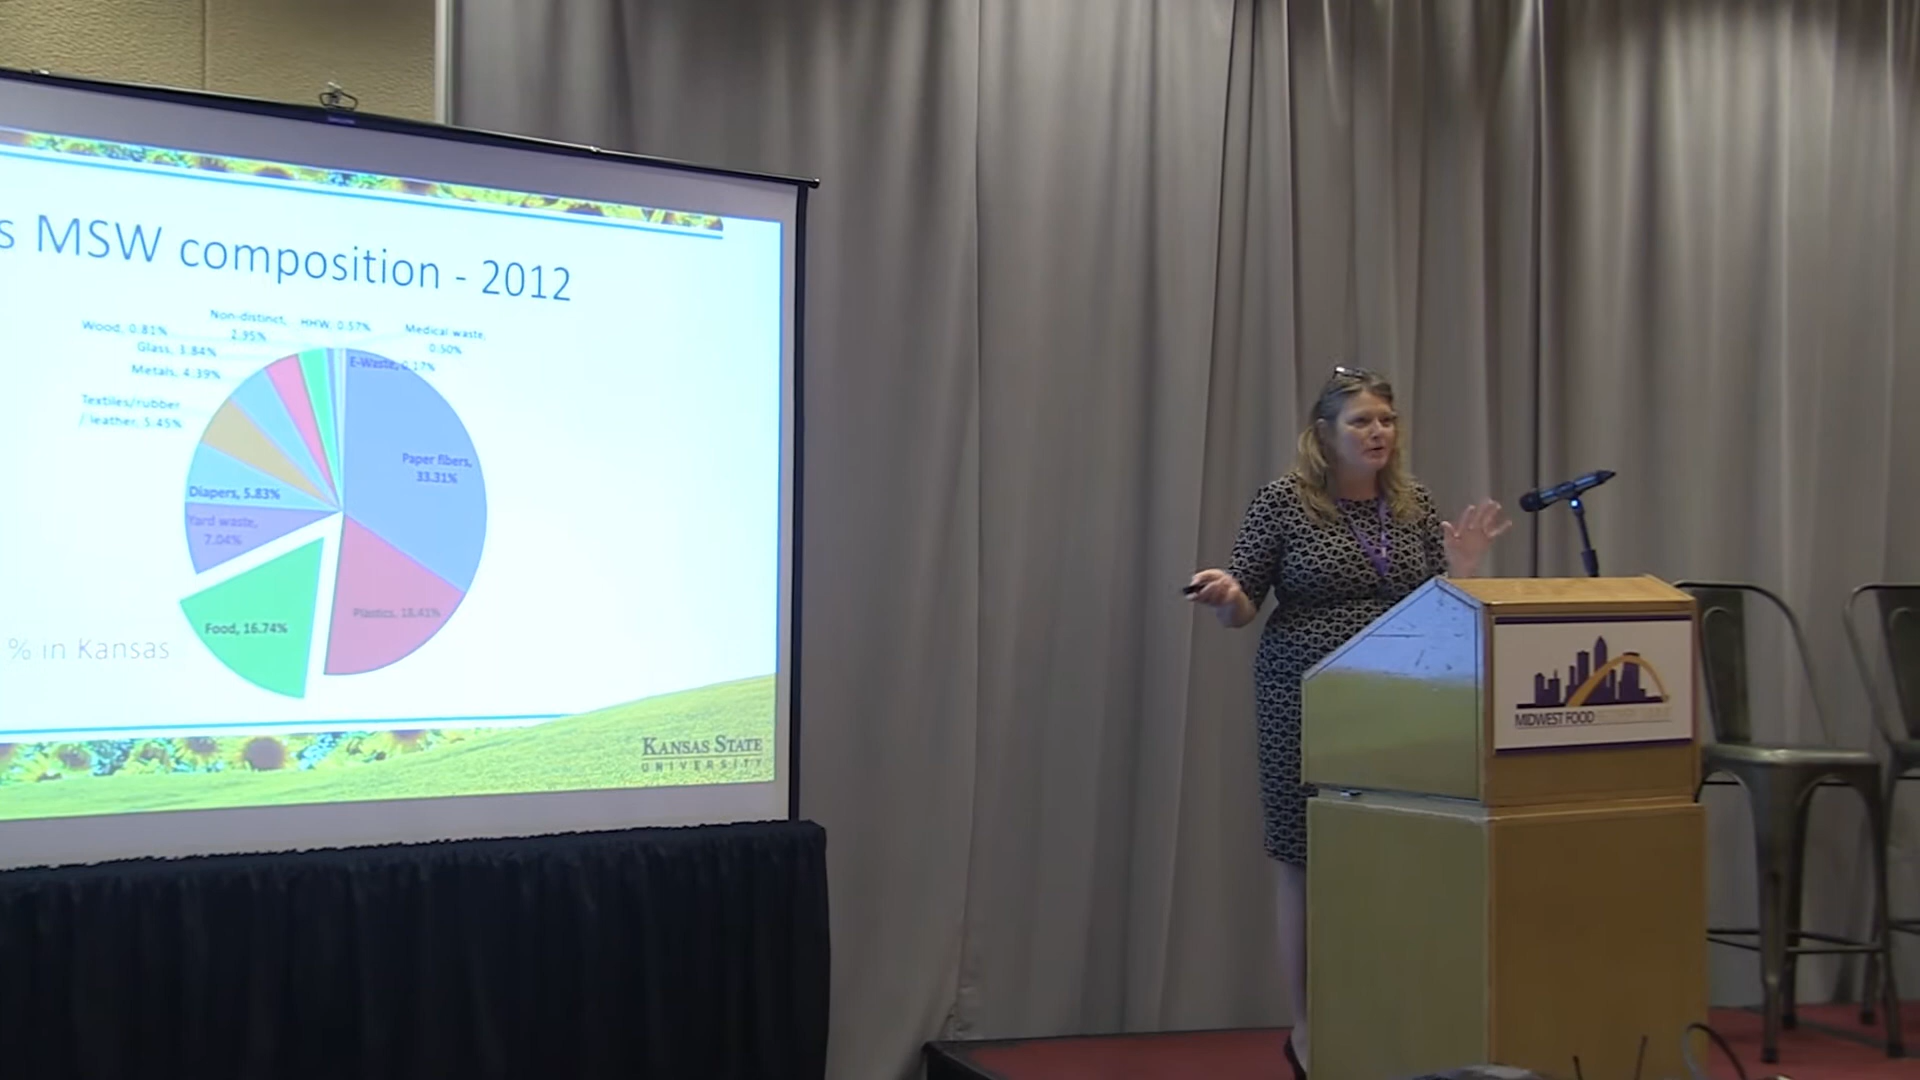 s MSW composition - 2012
Non-distinct,
2.95%
HHW, 0.57%
Medical waste,
0.50%
Wood, 0.81%
Glass, 3.84%
Metals, 4.39%
E-Waste, 0.17%
Textiles/rubber
/ leather, 5.45%
Paper fibers,
33.31%
Diapers, 5.83%
Yard waste,
7.04%
Plastics, 18.41%
Food, 16.74%
% in Kansas
KANSAS STATE
UNIVERSITY
MIDWEST FOOD